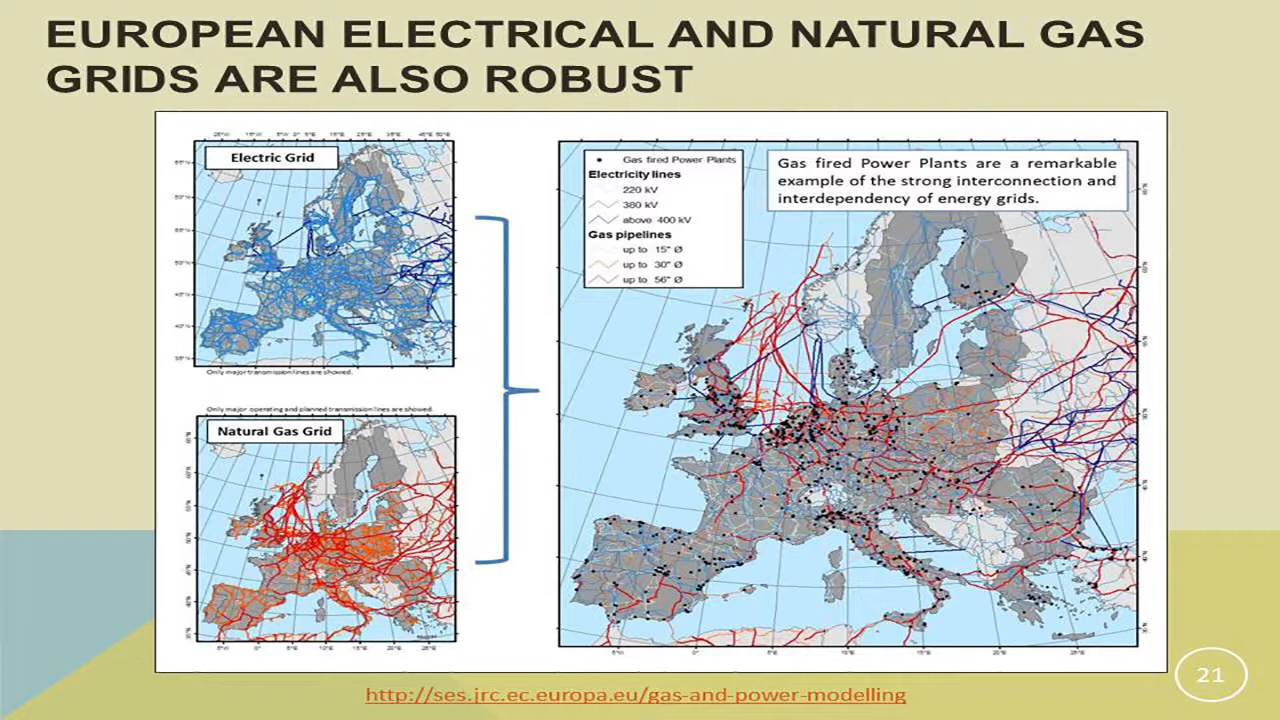 EUROPEAN ELECTRICAL AND NATURAL GAS
GRIDS ARE ALSO ROBUST
Electric Grid
Only major transmission lines are showed.
Only major operating and planned transmission lines are showed.
Natural Gas Grid
Gas fired Power Plants
Electricity lines
220 kV
380 kV
above 400 kV
Gas pipelines
up to 15" Ø
up to 30" Ø
up to 56" Ø
Gas fired Power Plants are a remarkable
example of the strong interconnection and
interdependency of energy grids.
21
http://ses.jrc.ec.europa.eu/gas-and-power-modelling